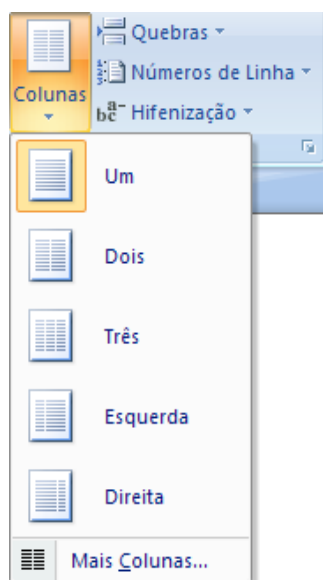 Quebras
Números de Linha
Colunas
Hifenização
Um
Dois
Três
Esquerda
Direita
Mais Colunas...